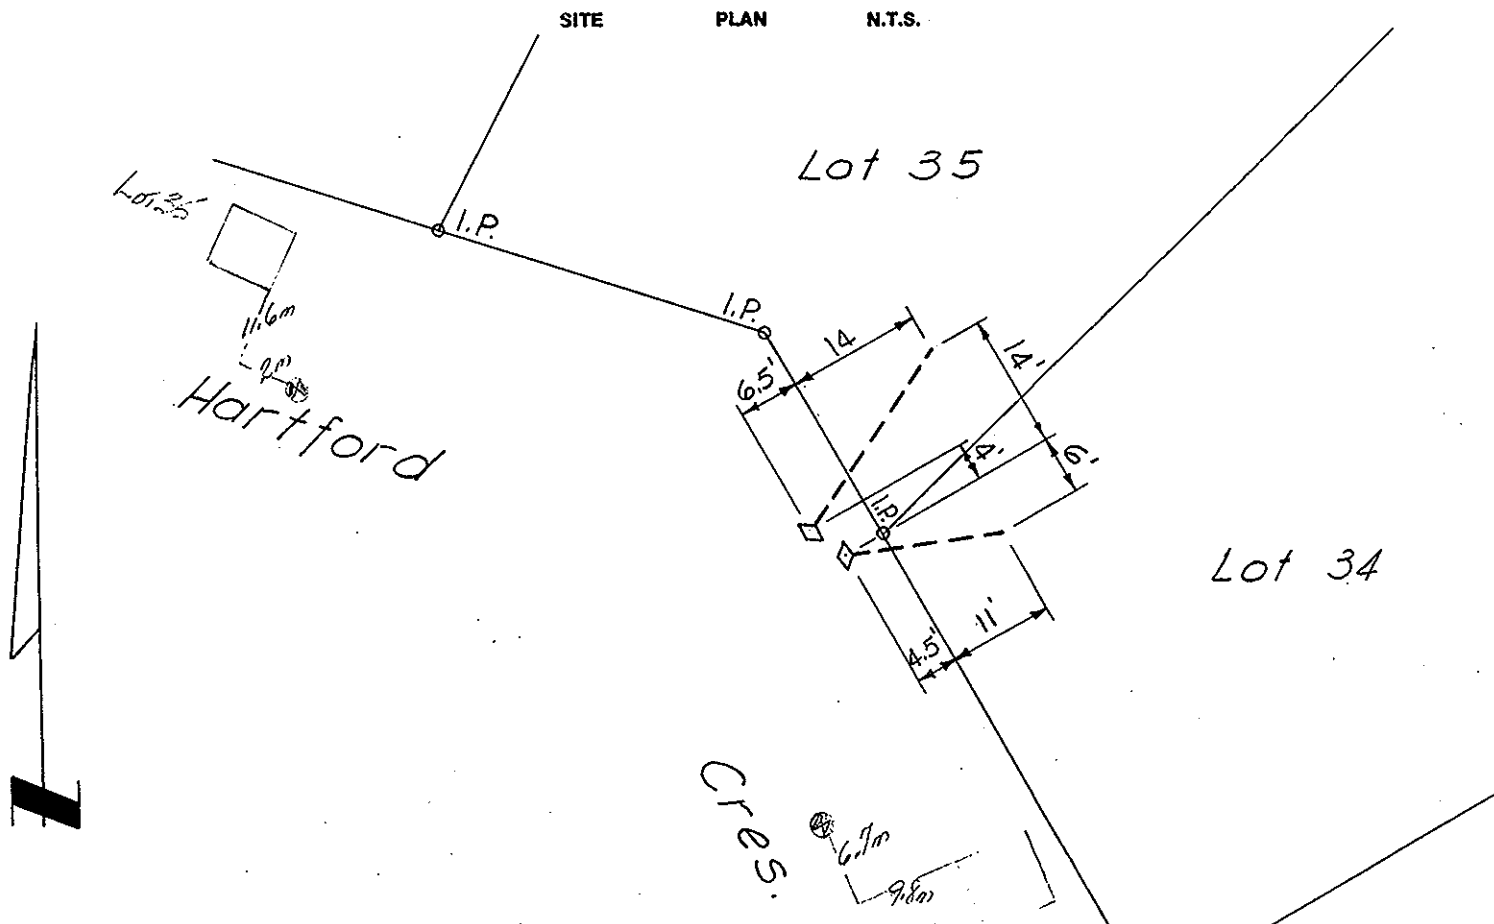 SITE PLAN N.T.S.
Lot 35
I.P.
I.P.
11.6m
2m
Hartford
14
6.5'
14'
4'
6'
I.P.
Lot 34
11'
4.5'
Cres.
6.7m
9.8m